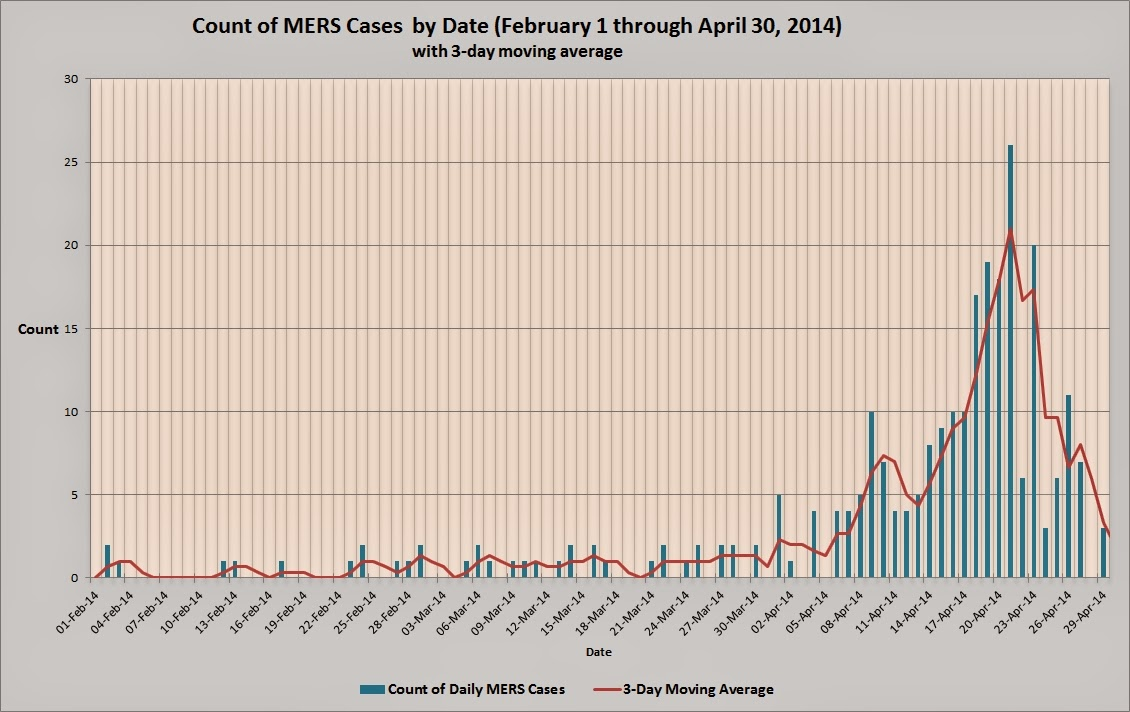 Count of MERS Cases by Date (February 1 through April 30, 2014)
with 3-day moving average
30
25
20
Count 15
10
5
0
01-Feb-14 04-Feb-14 07-Feb-14 10-Feb-14 13-Feb-14 16-Feb-14 19-Feb-14 22-Feb-14 25-Feb-14 28-Feb-14 03-Mar-14 06-Mar-14 09-Mar-14 12-Mar-14 15-Mar-14 18-Mar-14 21-Mar-14 24-Mar-14 27-Mar-14 30-Mar-14 02-Apr-14 05-Apr-14 08-Apr-14 11-Apr-14 14-Apr-14 17-Apr-14 20-Apr-14 23-Apr-14 26-Apr-14 29-Apr-14
Date
Count of Daily MERS Cases 3-Day Moving Average